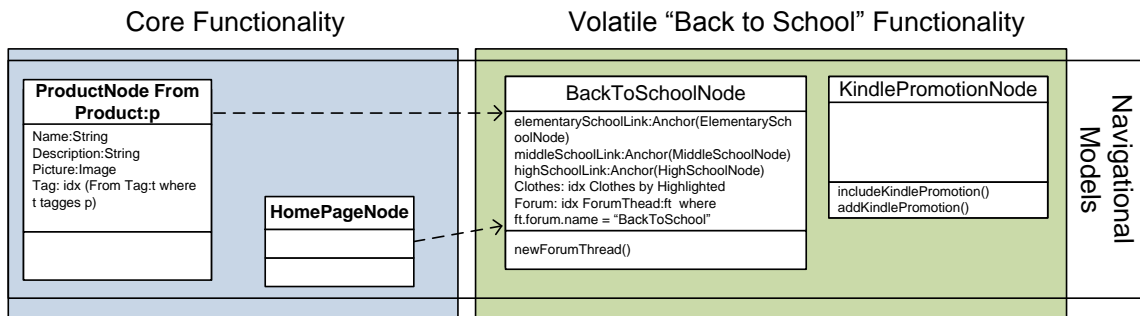 Core Functionality
Volatile “Back to School” Functionality
ProductNode From
Product:p
Name:String
Description:String
Picture:Image
Tag: idx (From Tag:t where
t tagges p)
HomePageNode
BackToSchoolNode
elementarySchoolLink:Anchor(ElementarySch
oolNode)
middleSchoolLink:Anchor(MiddleSchoolNode)
highSchoolLink:Anchor(HighSchoolNode)
Clothes: idx Clothes by Highlighted
Forum: idx ForumThead:ft where
ft.forum.name = “BackToSchool”
newForumThread()
KindlePromotionNode
includeKindlePromotion()
addKindlePromotion()
Navigational
Models